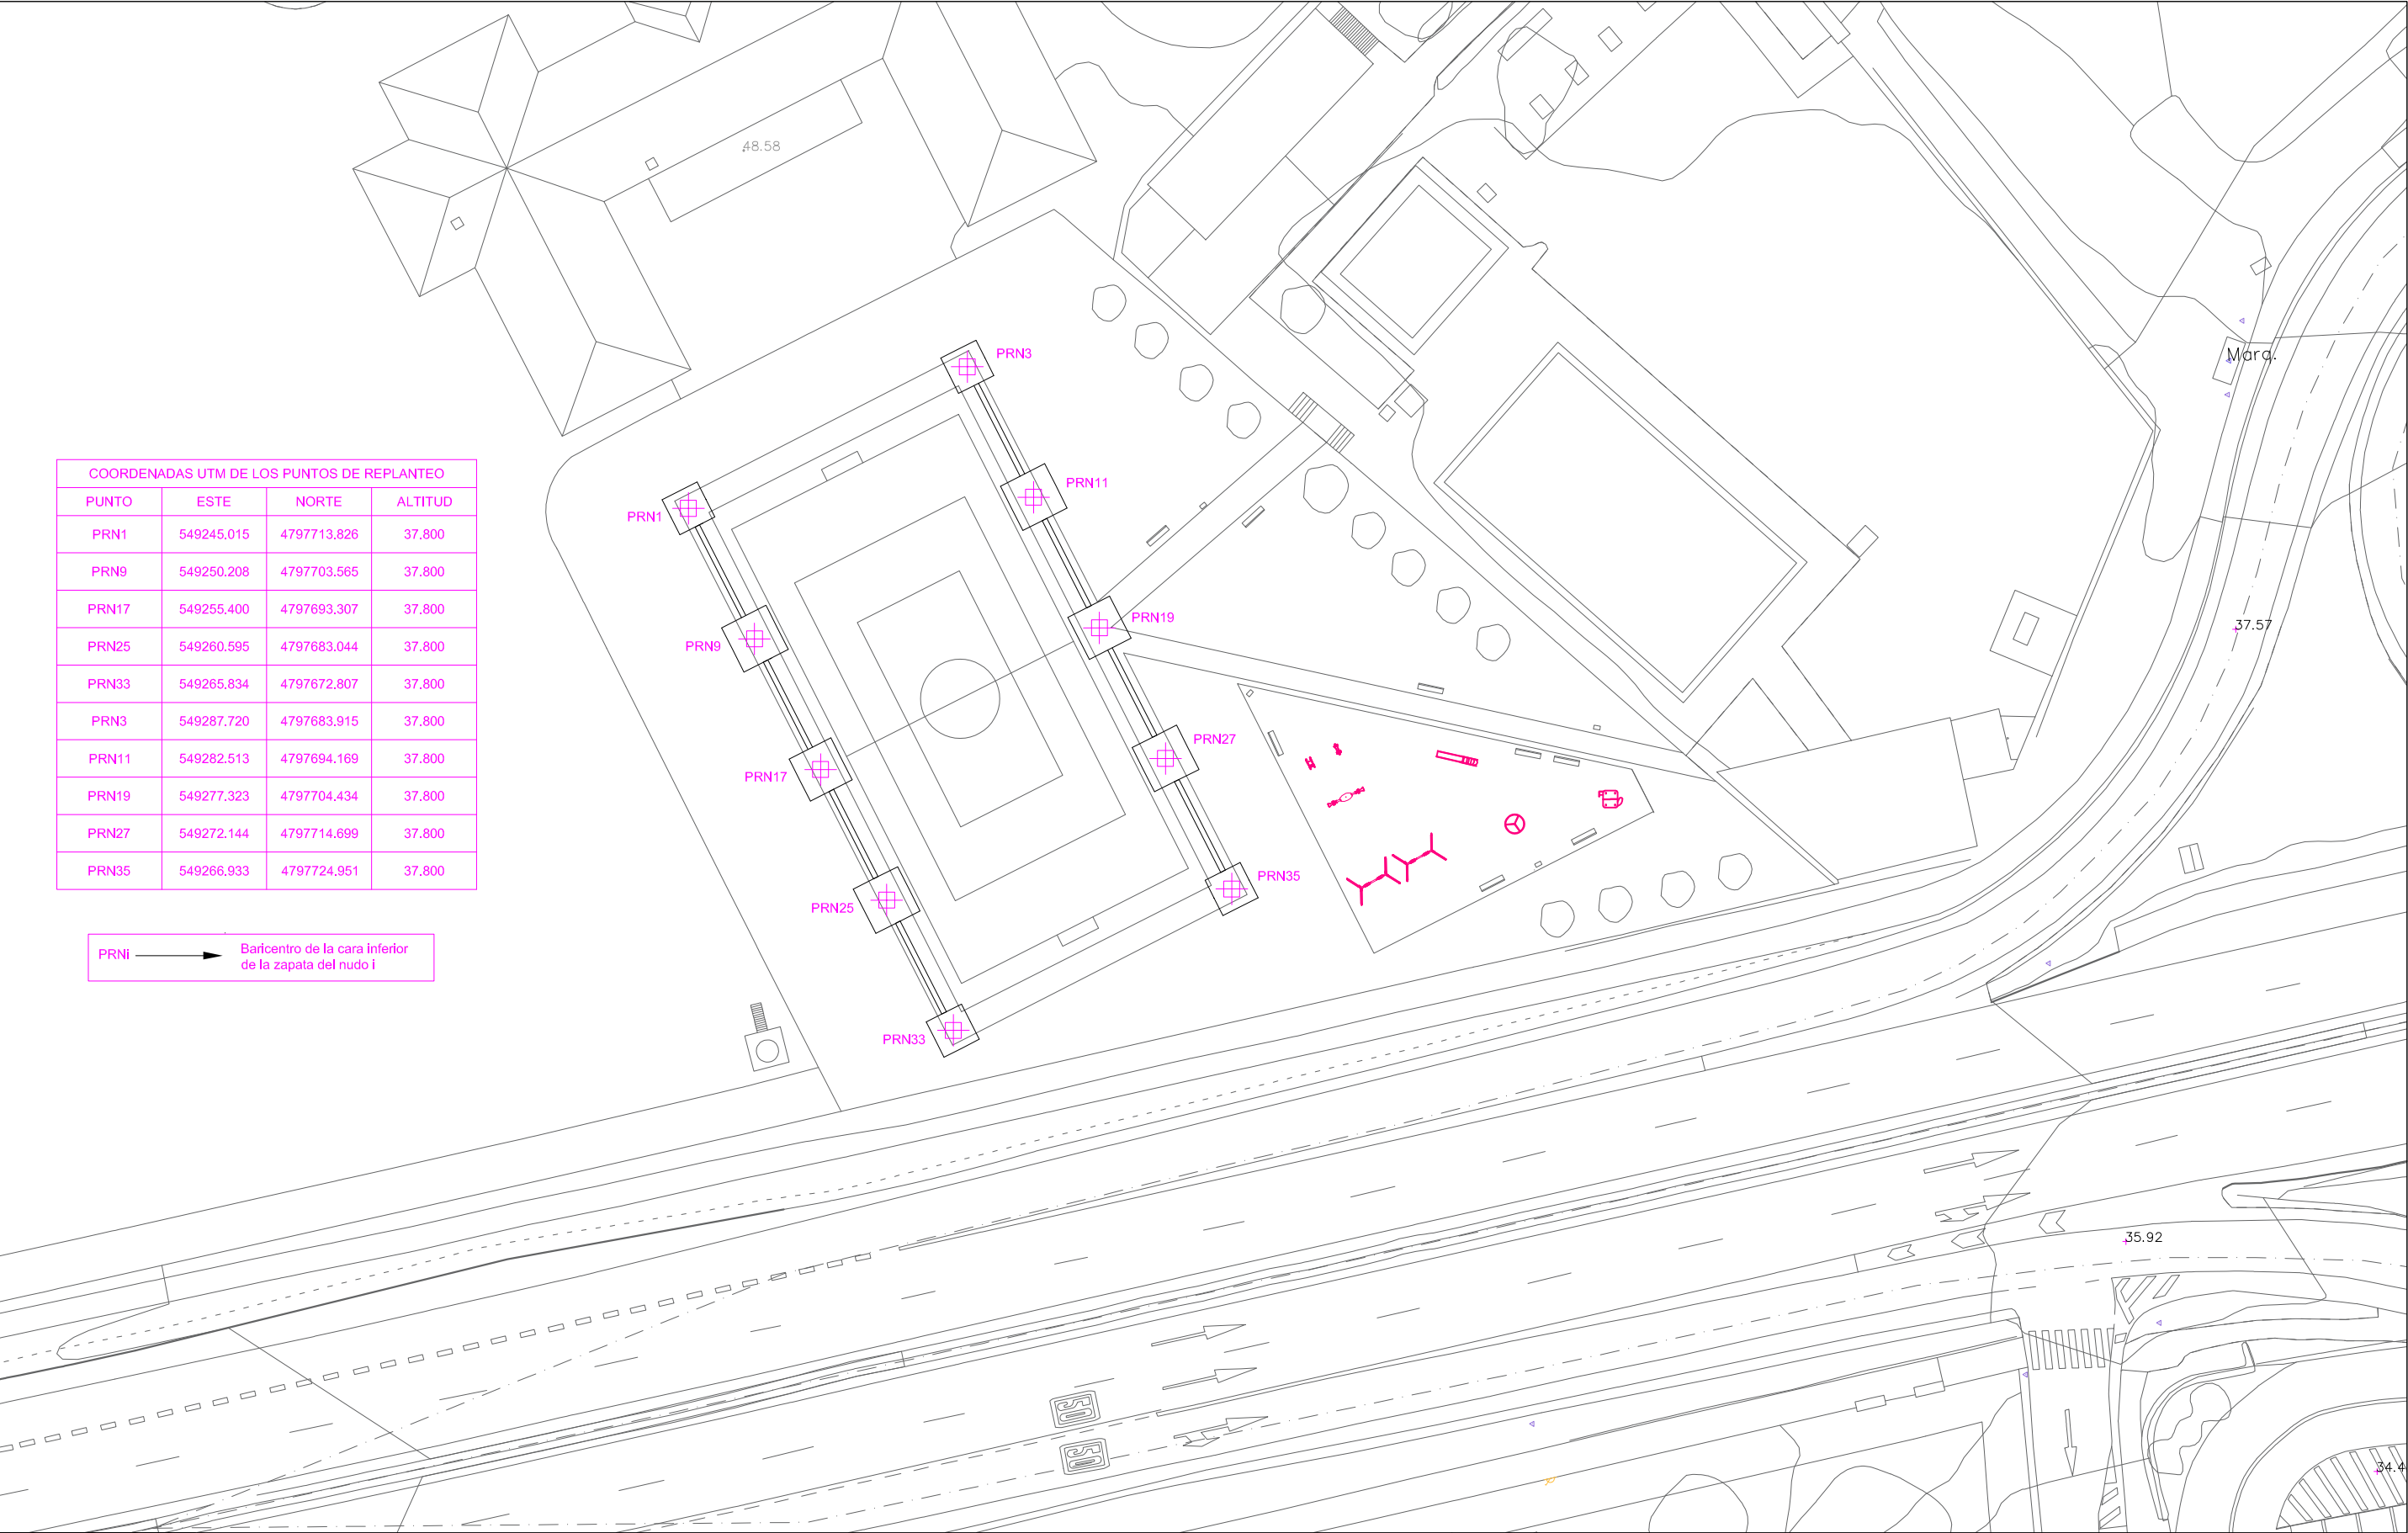 48.58
PRN3
Marq.
COORDENADAS UTM DE LOS PUNTOS DE REPLANTEO
PUNTO ESTE NORTE ALTITUD
PRN1 549245.015 4797713.826 37.800
PRN9 549250.208 4797703.565 37.800
PRN17 549255.400 4797693.307 37.800
PRN25 549260.595 4797683.044 37.800
PRN33 549265.834 4797672.807 37.800
PRN3 549287.720 4797683.915 37.800
PRN11 549282.513 4797694.169 37.800
PRN19 549277.323 4797704.434 37.800
PRN27 549272.144 4797714.699 37.800
PRN35 549266.933 4797724.951 37.800
PRN11
PRN1
PRN19
37.57
PRN9
PRN27
PRN17
PRN35
PRN25
PRNi
Baricentro de la cara inferior
de la zapata del nudo i
PRN33
35.92
BUS
BUS
34.4